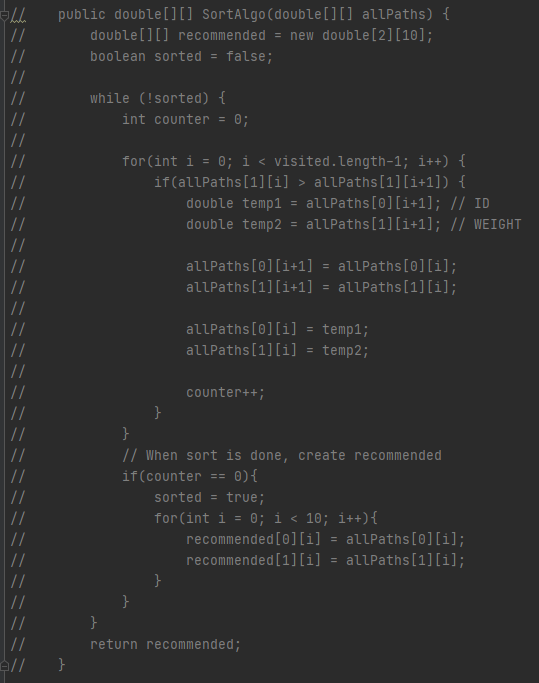 //    public double[][] SortAlgo(double[][] allPaths) {
//        double[][] recommended = new double[2][10];
//        boolean sorted = false;
//
//        while (!sorted) {
//            int counter = 0;
//
//            for(int i = 0; i < visited.length-1; i++) {
//                if(allPaths[1][i] > allPaths[1][i+1]) {
//                    double temp1 = allPaths[0][i+1]; // ID
//                    double temp2 = allPaths[1][i+1]; // WEIGHT
//
//                    allPaths[0][i+1] = allPaths[0][i];
//                    allPaths[1][i+1] = allPaths[1][i];
//
//                    allPaths[0][i] = temp1;
//                    allPaths[1][i] = temp2;
//
//                    counter++;
//                }
//            }
//            // When sort is done, create recommended
//            if(counter == 0){
//                sorted = true;
//                for(int i = 0; i < 10; i++){
//                    recommended[0][i] = allPaths[0][i];
//                    recommended[1][i] = allPaths[1][i];
//                }
//            }
//        }
//        return recommended;
//    }